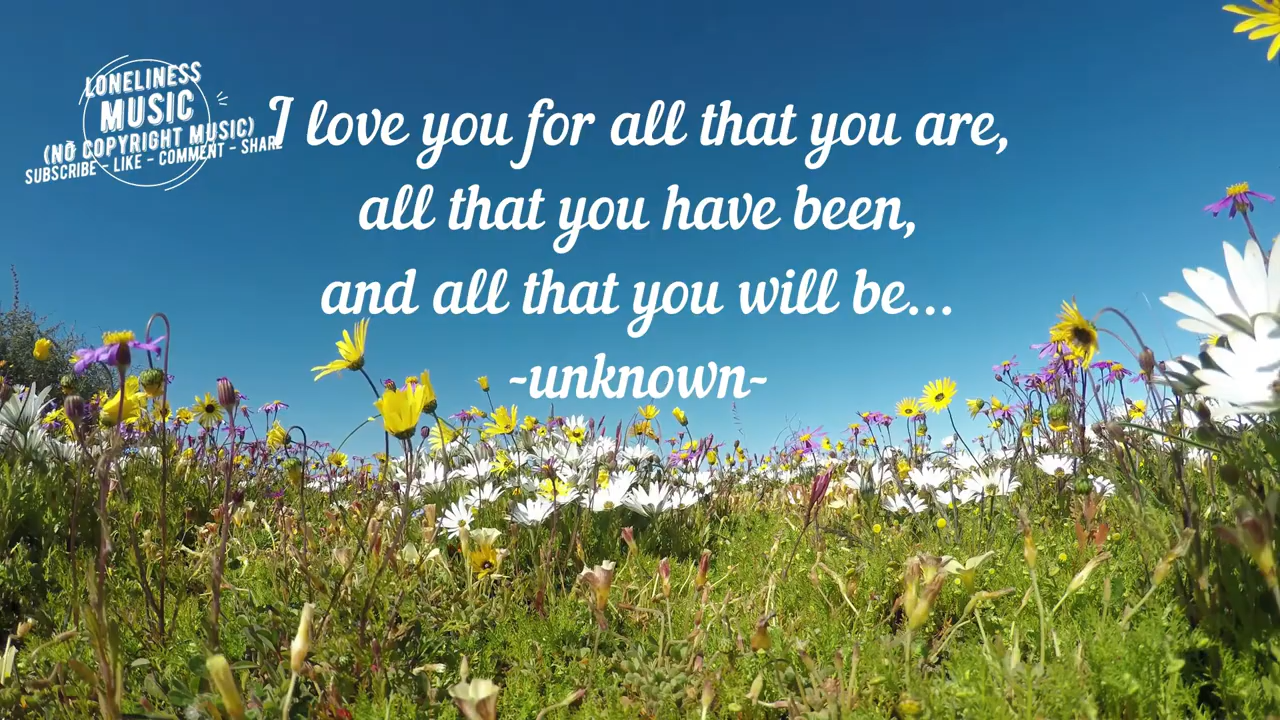 LONELINESS
MUSIC
(NO COPYRIGHT MUSIC)
SUBSCRIBE - LIKE - COMMENT - SHARE
I love you for all that you are,
all that you have been,
and all that you will be...
-unknown-